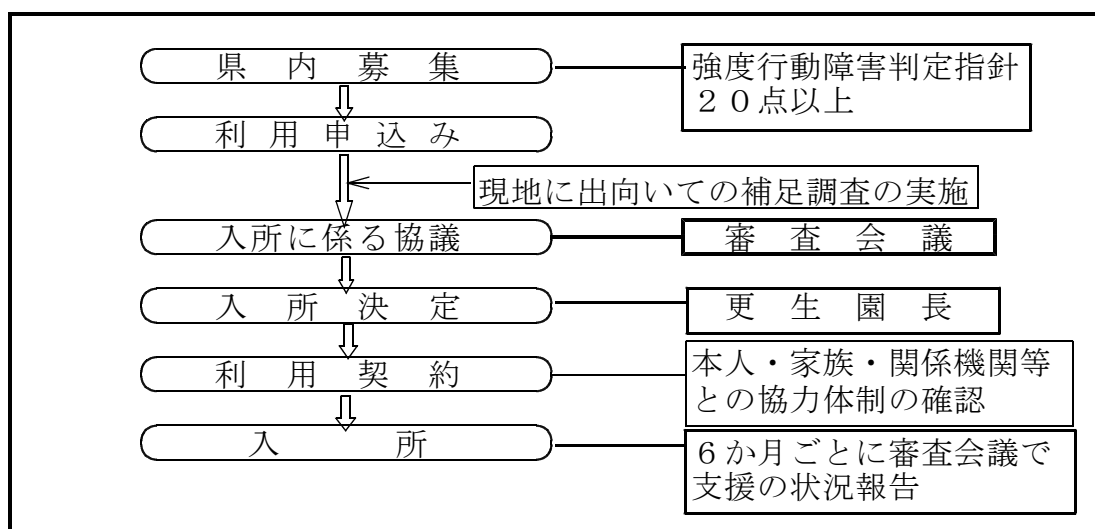 県内募集
強度行動障害判定指針
２０点以上
利用申込み
現地に出向いての補足調査の実施
入所に係る協議
審査会議
入所決定
更生園長
利用契約
本人・家族・関係機関等
との協力体制の確認
入所
６か月ごとに審査会議で
支援の状況報告